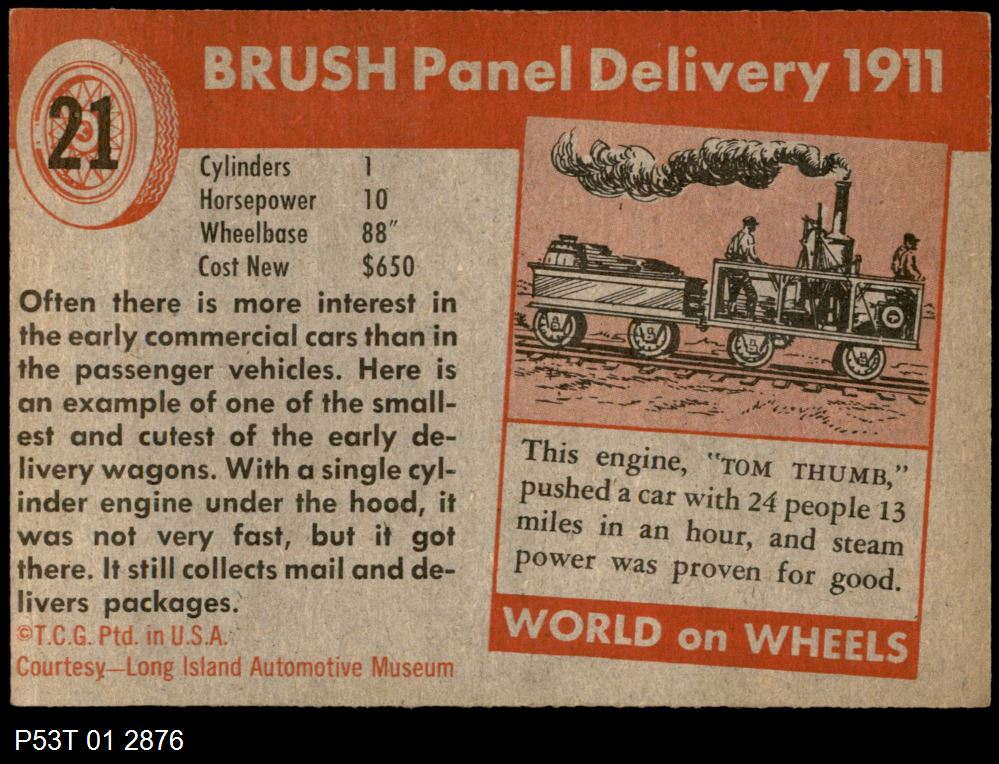 21
BRUSH Panel Delivery 1911
Cylinders 1
Horsepower 10
Wheelbase 88"
Cost New $650
Often there is more interest in
the early commercial cars than in
the passenger vehicles. Here is
an example of one of the small-
est and cutest of the early de-
livery wagons. With a single cyl-
inder engine under the hood, it
was not very fast, but it got
there. It still collects mail and de-
livers packages.
©T.C.G. Ptd. in U.S.A.
Courtesy—Long Island Automotive Museum
This engine, "TOM THUMB,"
pushed a car with 24 people 13
miles in an hour, and steam
power was proven for good.
WORLD on WHEELS
P53T 01 2876